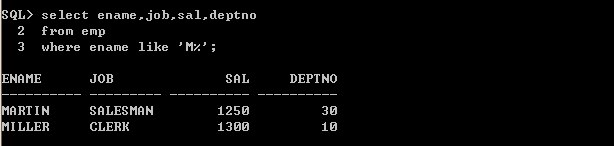 SQL> select ename,job,sal,deptno
  2  from emp
  3  where ename like 'M%';

ENAME      JOB              SAL     DEPTNO
---------- --------- ---------- ----------
MARTIN     SALESMAN        1250         30
MILLER     CLERK           1300         10